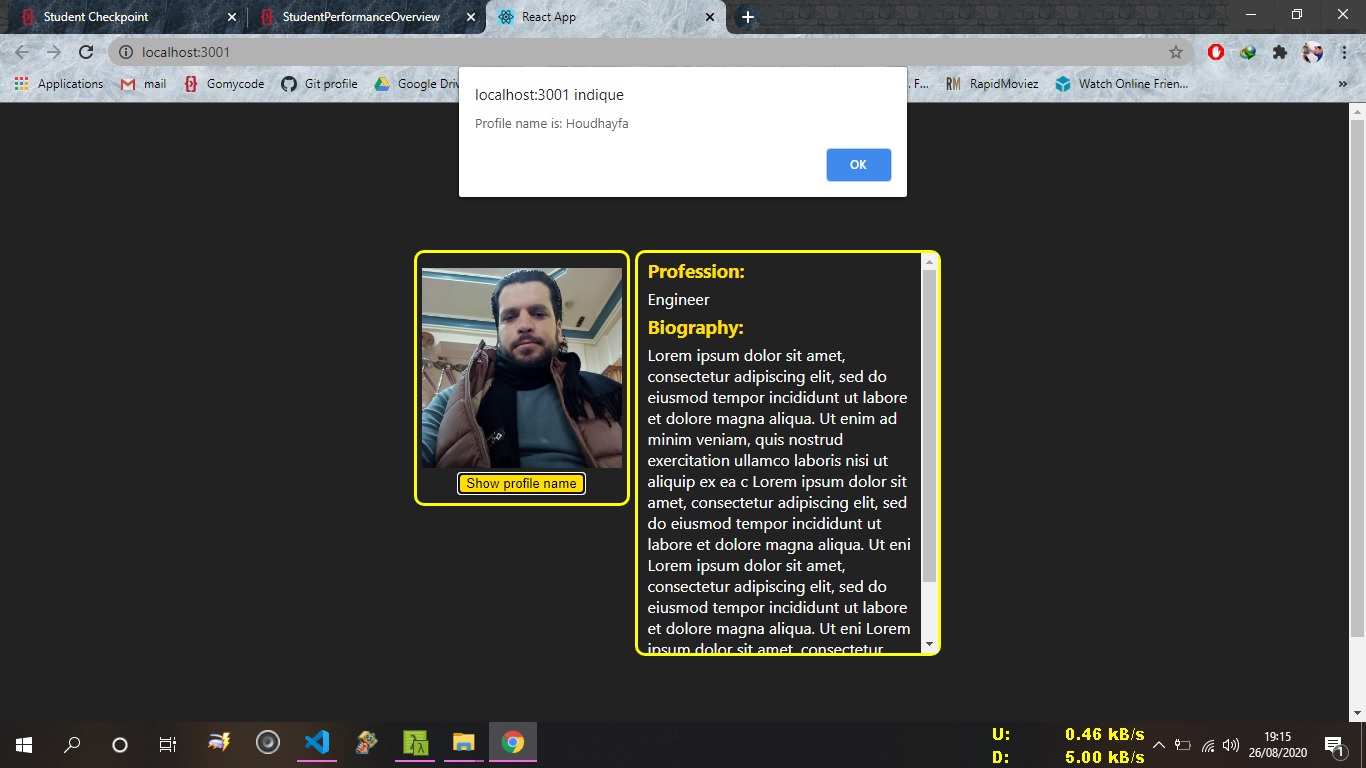 Student Checkpoint
StudentPerformanceOverview
React App
localhost:3001
Applications
mail
Gomycode
Git profile
Google Driv
. F...
RM RapidMoviez
Watch Online Frien...
»
localhost:3001 indique
Profile name is: Houdhayfa
OK
Show profile name
Profession:
Engineer
Biography:
Lorem ipsum dolor sit amet,
consectetur adipiscing elit, sed do
eiusmod tempor incididunt ut labore
et dolore magna aliqua. Ut enim ad
minim veniam, quis nostrud
exercitation ullamco laboris nisi ut
aliquip ex ea c Lorem ipsum dolor sit
amet, consectetur adipiscing elit, sed
do eiusmod tempor incididunt ut
labore et dolore magna aliqua. Ut eni
Lorem ipsum dolor sit amet,
consectetur adipiscing elit, sed do
eiusmod tempor incididunt ut labore
et dolore magna aliqua. Ut eni Lorem
ipsum dolor sit amet, consectetur
U: 0.46 kB/s
D: 5.00 kB/s
19:15
26/08/2020
1